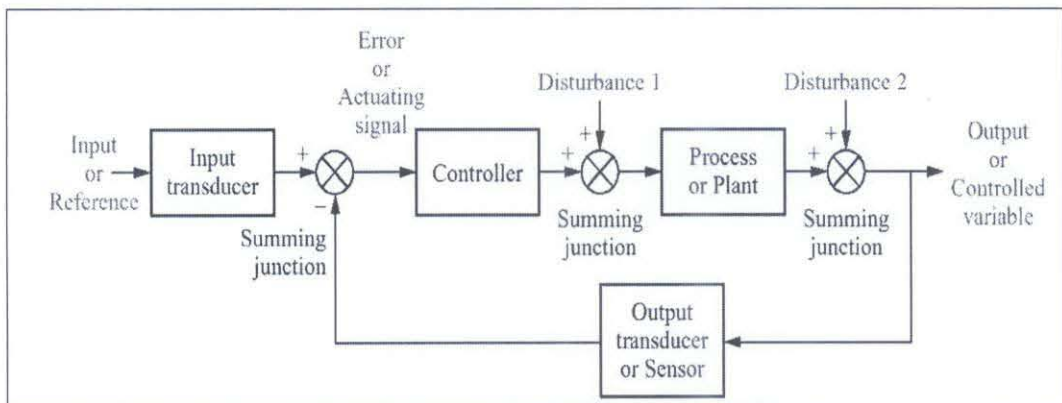 Error
or
Actuating
signal
Disturbance 1
Disturbance 2
Input
or
Reference
Input
transducer
+
−
Summing
junction
Controller
+
+
Summing
junction
Process
or Plant
+
+
Summing
junction
Output
or
Controlled
variable
Output
transducer
or Sensor